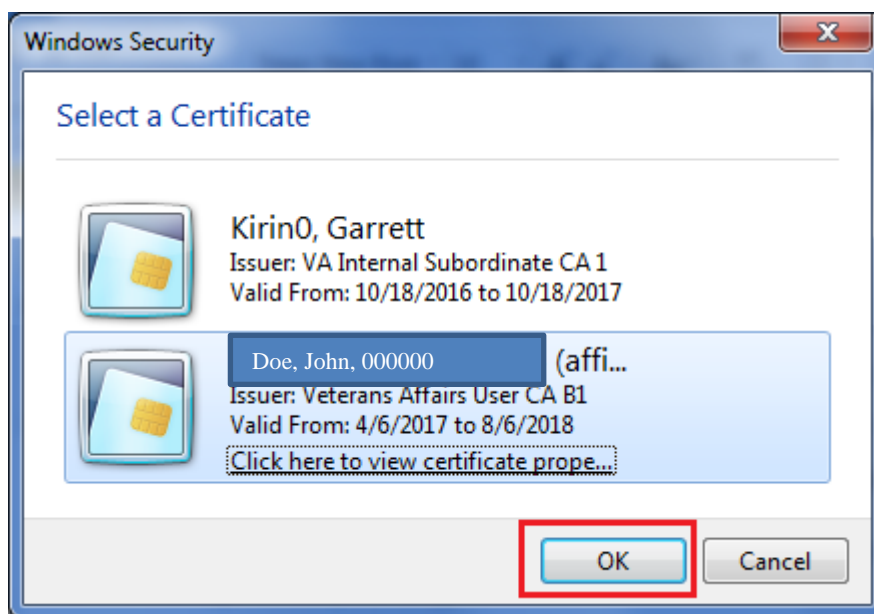 Windows Security
Select a Certificate
Kirin0, Garrett
Issuer: VA Internal Subordinate CA 1
Valid From: 10/18/2016 to 10/18/2017
Doe, John, 000000 (affi...
Issuer: Veterans Affairs User CA B1
Valid From: 4/6/2017 to 8/6/2018
Click here to view certificate prope...
OK Cancel